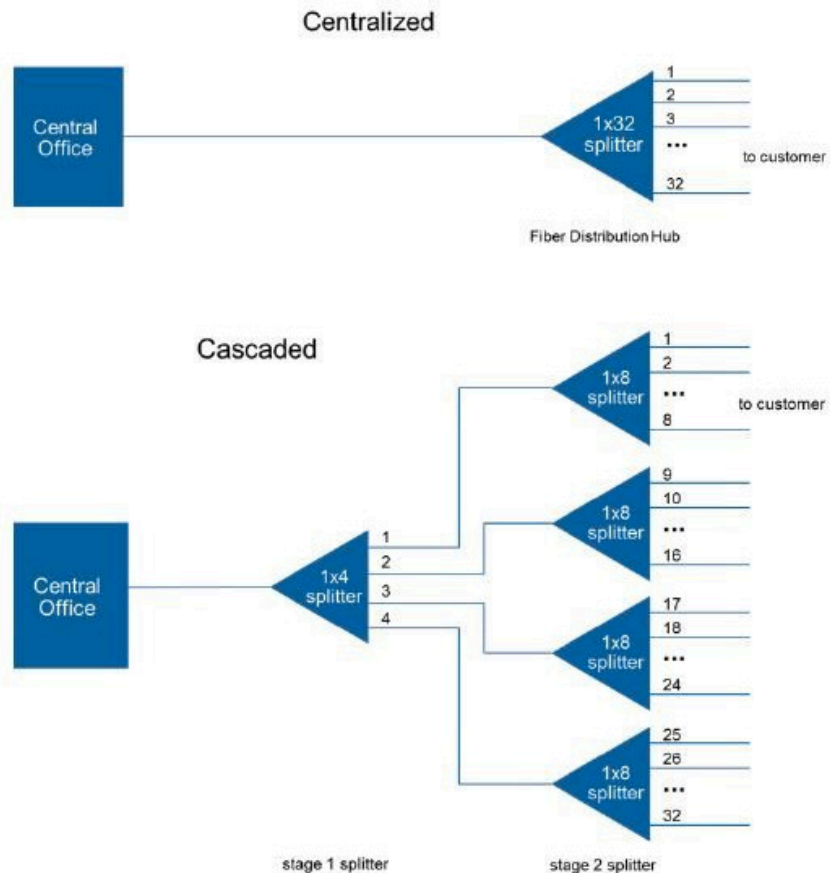 Centralized
Central
Office
1x32
splitter
1
2
3
...
32
to customer
Fiber Distribution Hub
Cascaded
Central
Office
1x4
splitter
1
2
3
4
1x8
splitter
1
2
...
8
to customer
1x8
splitter
9
10
...
16
1x8
splitter
17
18
...
24
1x8
splitter
25
26
...
32
stage 1 splitter
stage 2 splitter